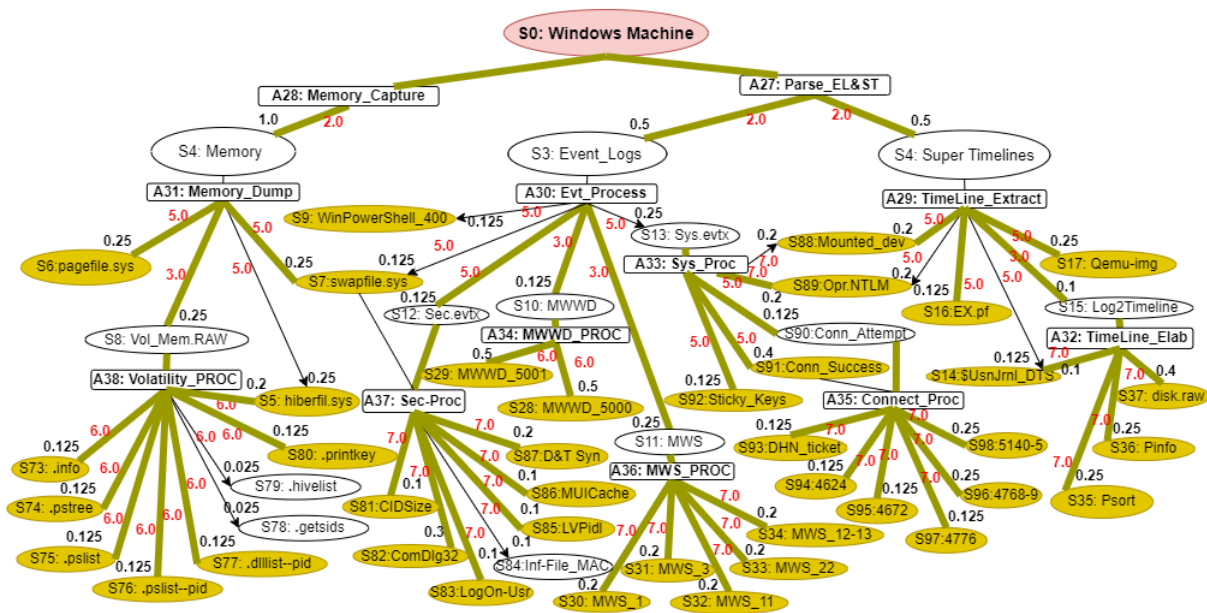 S0: Windows Machine
A28: Memory_Capture
A27: Parse_EL&ST
1.0
2.0
0.5
2.0
2.0
0.5
S4: Memory
S3: Event_Logs
S4: Super Timelines
A31: Memory_Dump
A30: Evt_Process
A29: TimeLine_Extract
5.0
5.0
S9: WinPowerShell_400
0.125
5.0
0.25
5.0
S13: Sys.evtx
0.2
S88:Mounted_dev
5.0
5.0
0.25
0.25
S6:pagefile.sys
0.25
S7:swapfile.sys
0.125
5.0
5.0
3.0
3.0
A33: Sys_Proc
7.0
7.0
0.2
5.0
3.0
S17: Qemu-img
3.0
5.0
0.125
S12: Sec.evtx
0.125
S10: MWWD
5.0
0.2
S89:Opr.NTLM
0.125
S16:EX.pf
0.1
S15: Log2Timeline
0.25
S8: Vol_Mem.RAW
A34: MWWD_PROC
0.125
S90:Conn_Attempt
A32: TimeLine_Elab
0.5
6.0
6.0
S29: MWWD_5001
5.0
5.0
0.4
S91:Conn_Success
0.125
S14:$UsnJrnl_DTS
7.0
0.1
7.0
7.0
0.4
S37: disk.raw
A38: Volatility_PROC
0.2
0.25
S5: hiberfil.sys
6.0
A37: Sec-Proc
0.5
S28: MWWD_5000
0.125
S92:Sticky_Keys
A35: Connect_Proc
0.125
6.0
6.0
6.0
0.125
S80: .printkey
7.0
7.0
0.2
S87:D&T Syn
0.25
S11: MWS
0.125
S93:DHN_ticket
7.0
7.0
7.0
7.0
7.0
0.25
S98:5140-5
0.25
S36: Pinfo
S73: .info
0.125
S74: .pstree
6.0
6.0
6.0
0.025
S79: .hivelist
0.025
S78: .getsids
0.1
S81:CIDSize
7.0
7.0
7.0
0.1
S86:MUICache
A36: MWS_PROC
0.125
S94:4624
0.25
S96:4768-9
7.0
0.25
S35: Psort
0.125
S75: .pslist
0.125
S76: .pslist--pid
0.125
S77: .dlllist--pid
0.3
S82:ComDlg32
0.1
S85:LVPidl
7.0
7.0
7.0
7.0
7.0
0.2
S34: MWS_12-13
0.125
S95:4672
0.125
S97:4776
0.1
S83:LogOn-Usr
0.1
S84:Inf-File_MAC
0.2
S31: MWS_3
0.2
S33: MWS_22
0.2
S30: MWS_1
0.2
S32: MWS_11